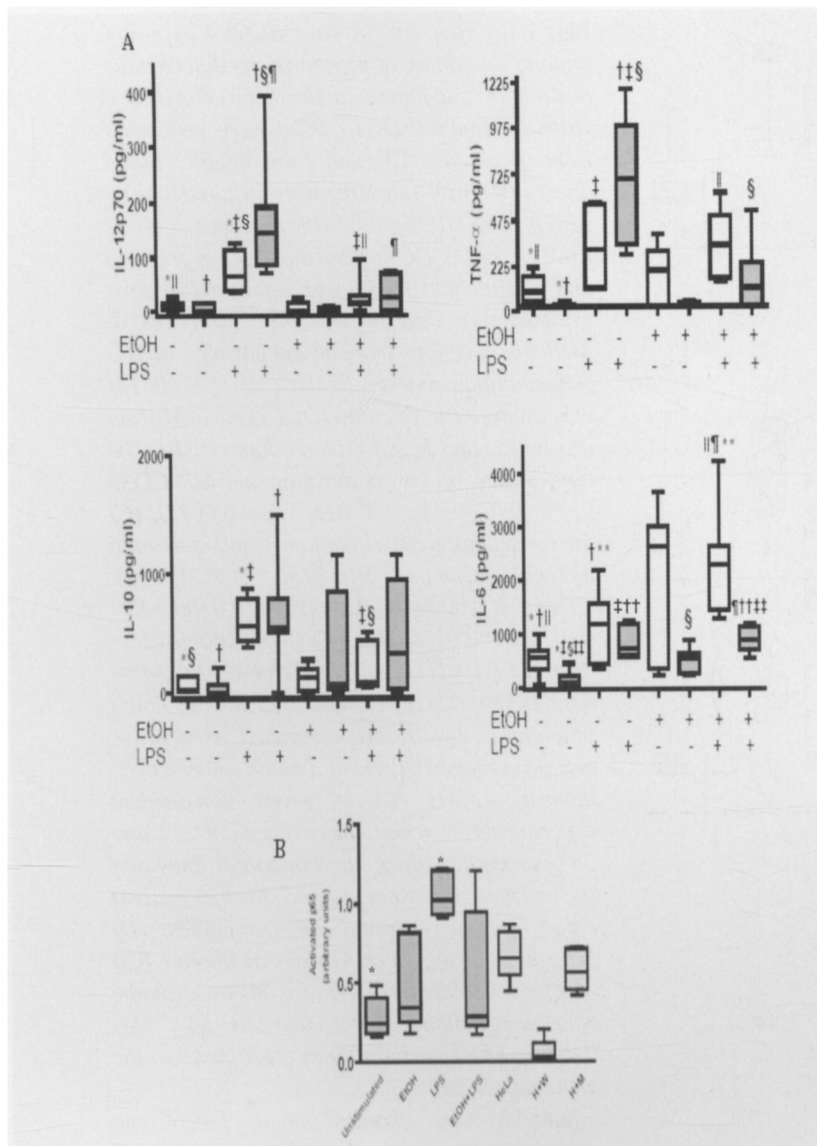 A
IL-12p70 (pg/ml)
400
300
200
100
0
*‖ † *‡§ †§¶ ‡‖ ¶
EtOH - - - - + + + +
LPS - - + + - - + +
TNF-α (pg/ml)
1225
975
725
475
225
0
*‖ *† ‡ †‡§ ‖ §
EtOH - - - - + + + +
LPS - - + + - - + +
IL-10 (pg/ml)
2000
1000
0
*§ † *‡ † ‡§
EtOH - - - - + + + +
LPS - - + + - - + +
IL-6 (pg/ml)
4000
3000
2000
1000
0
*†‖ *‡§‡‡ †** ‡†† § ‖¶** ¶††‡‡
EtOH - - - - + + + +
LPS - - + + - - + +
B
Activated p65
(arbitrary units)
1.5
1.0
0.5
0.0
* *
Unstimulated
EtOH
LPS
EtOH+LPS
HeLa
H+W
H+M